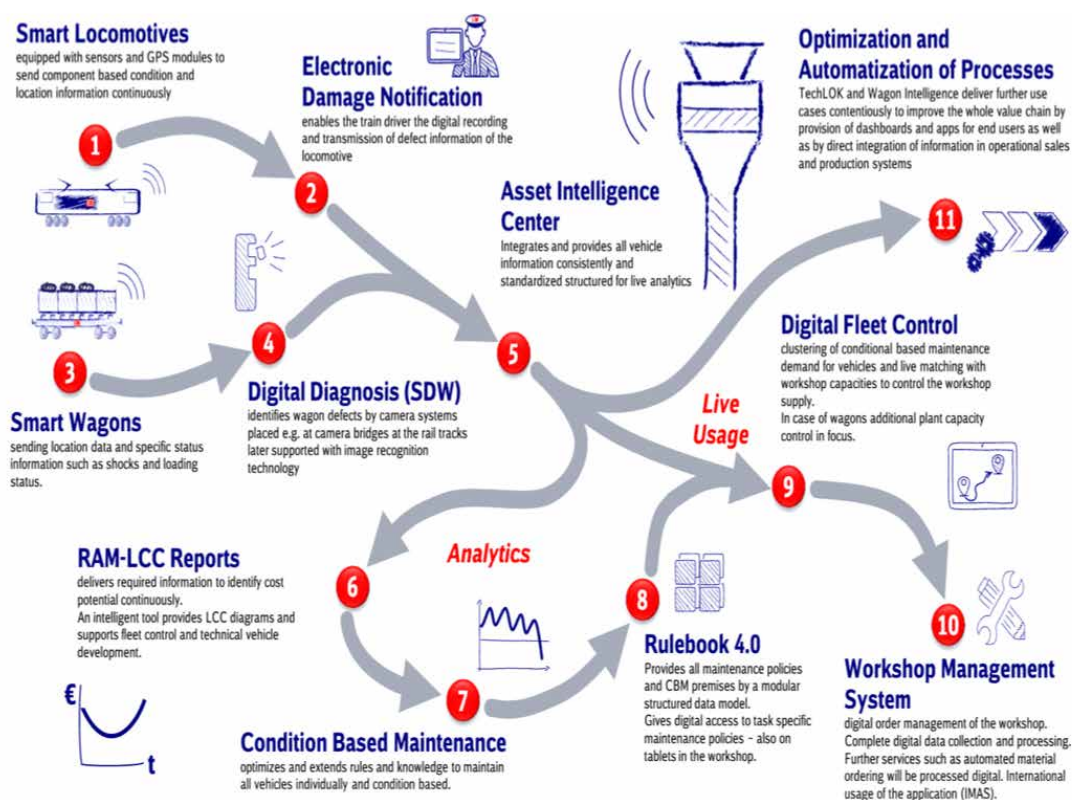 Smart Locomotives
equipped with sensors and GPS modules to
send component based condition and
location information continuously
1
Electronic
Damage Notification
enables the train driver the digital recording
and transmission of defect information of the
locomotive
2
Smart Wagons
sending location data and specific status
information such as shocks and loading
status.
3
Digital Diagnosis (SDW)
identifies wagon defects by camera systems
placed e.g. at camera bridges at the rail tracks
later supported with image recognition
technology
4
Asset Intelligence
Center
Integrates and provides all vehicle
information consistently and
standardized structured for live analytics
5
RAM-LCC Reports
delivers required information to identify cost
potential continuously.
An intelligent tool provides LCC diagrams and
supports fleet control and technical vehicle
development.
6
€
t
Analytics
Condition Based Maintenance
optimizes and extends rules and knowledge to maintain
all vehicles individually and condition based.
7
Rulebook 4.0
Provides all maintenance policies
and CBM premises by a modular
structured data model.
Gives digital access to task specific
maintenance policies – also on
tablets in the workshop.
8
Live
Usage
Digital Fleet Control
clustering of conditional based maintenance
demand for vehicles and live matching with
workshop capacities to control the workshop
supply.
In case of wagons additional plant capacity
control in focus.
9
Workshop Management
System
digital order management of the workshop.
Complete digital data collection and processing.
Further services such as automated material
ordering will be processed digital. International
usage of the application (IMAS).
10
Optimization and
Automatization of Processes
TechLOK and Wagon Intelligence deliver further use
cases contentiously to improve the whole value chain by
provision of dashboards and apps for end users as well
as by direct integration of information in operational sales
and production systems
11